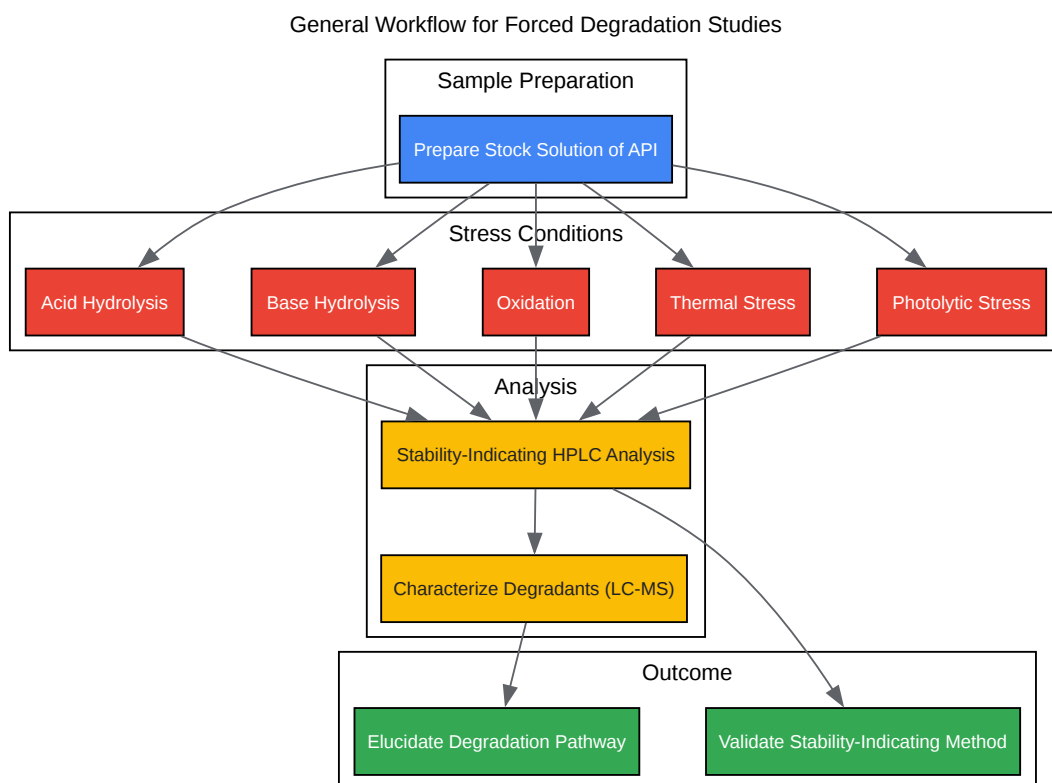 General Workflow for Forced Degradation Studies
Sample Preparation
Prepare Stock Solution of API
Stress Conditions
Acid Hydrolysis
Base Hydrolysis
Oxidation
Thermal Stress
Photolytic Stress
Analysis
Stability-Indicating HPLC Analysis
Characterize Degradants (LC-MS)
Outcome
Elucidate Degradation Pathway
Validate Stability-Indicating Method